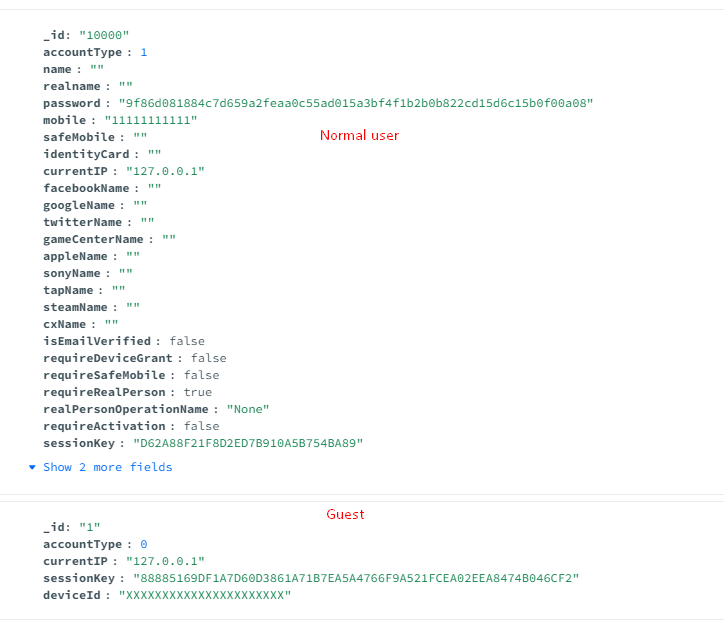 _id: "10000"
accountType : 1
name : ""
realname : ""
password : "9f86d081884c7d659a2feaa0c55ad015a3bf4f1b2b0b822cd15d6c15b0f00a08"
mobile : "11111111111"
safeMobile : ""
Normal user
identityCard : ""
currentIP : "127.0.0.1"
facebookName : ""
googleName : ""
twitterName : ""
gameCenterName : ""
appleName : ""
sonyName : ""
tapName : ""
steamName : ""
cxName : ""
isEmailVerified : false
requireDeviceGrant : false
requireSafeMobile : false
requireRealPerson : true
realPersonOperationName : "None"
requireActivation : false
sessionKey : "D62A88F21F8D2ED7B910A5B754BA89"
Show 2 more fields
Guest
_id: "1"
accountType : 0
currentIP : "127.0.0.1"
sessionKey : "88885169DF1A7D60D3861A71B7EA5A4766F9A521FCEA02EEA8474B046CF2"
deviceId : "XXXXXXXXXXXXXXXXXXXXXX"